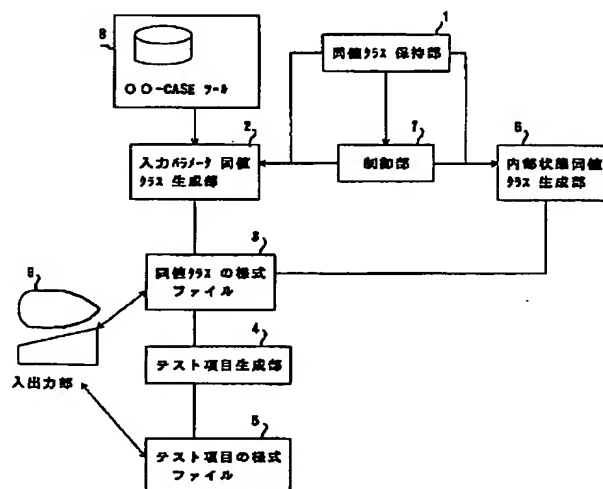 8
○○-CASE ツール
1
同値クラス 保持部
2
入力パラメータ 同値
クラス 生成部
7
制御部
6
内部状態同値
クラス 生成部
3
同値クラス の様式
ファイル
9
入出力部
4
テスト項目生成部
5
テスト項目の様式
ファイル